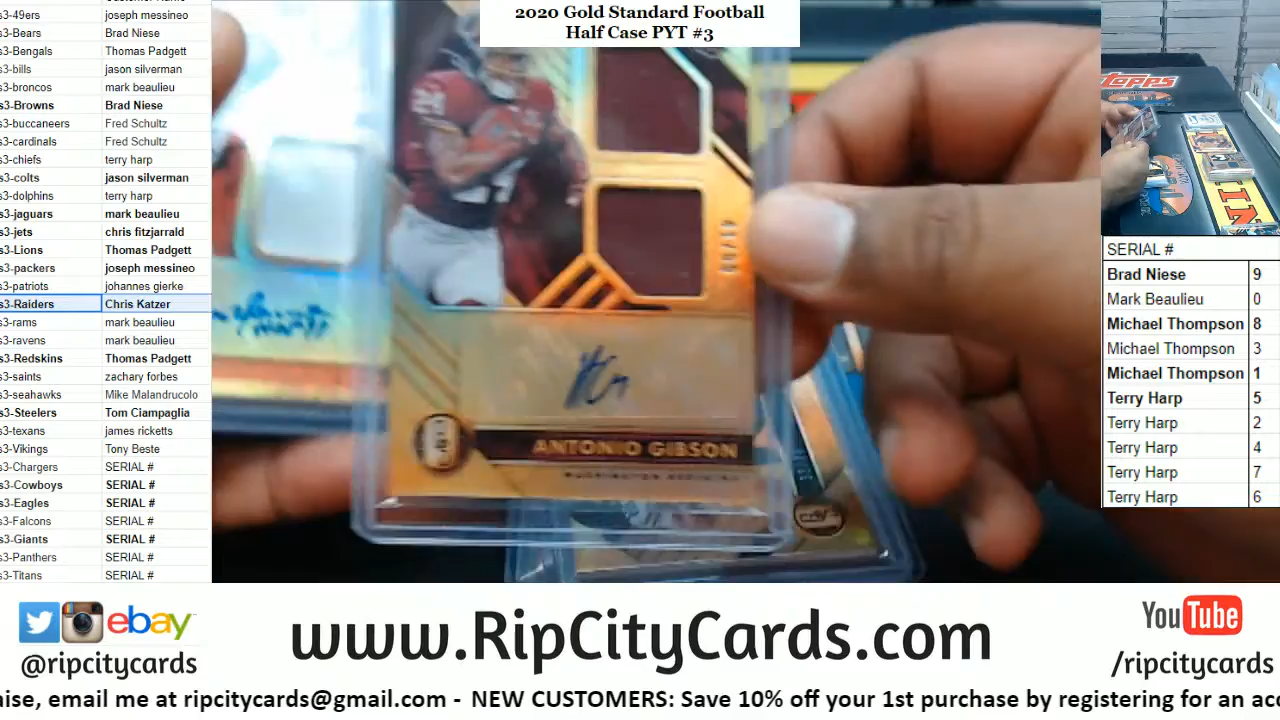 2020 Gold Standard Football
Half Case PYT #3
s3-49ers joseph messineo
s3-Bears Brad Niese
s3-Bengals Thomas Padgett
s3-bills jason silverman
s3-broncos mark beaulieu
s3-Browns Brad Niese
s3-buccaneers Fred Schultz
s3-cardinals Fred Schultz
s3-chiefs terry harp
s3-colts jason silverman
s3-dolphins terry harp
s3-jaguars mark beaulieu
s3-jets chris fitzjarrald
s3-Lions Thomas Padgett
s3-packers joseph messineo
s3-patriots johannes gierke
s3-Raiders Chris Katzer
s3-rams mark beaulieu
s3-ravens mark beaulieu
s3-Redskins Thomas Padgett
s3-saints zachary forbes
s3-seahawks Mike Malandrucolo
s3-Steelers Tom Ciampaglia
s3-texans james ricketts
s3-Vikings Tony Beste
s3-Chargers SERIAL #
s3-Cowboys SERIAL #
s3-Eagles SERIAL #
s3-Falcons SERIAL #
s3-Giants SERIAL #
s3-Panthers SERIAL #
s3-Titans SERIAL #
ANTONIO GIBSON
TOPPS
SERIAL #
Brad Niese 9
Mark Beaulieu 0
Michael Thompson 8
Michael Thompson 3
Michael Thompson 1
Terry Harp 5
Terry Harp 2
Terry Harp 4
Terry Harp 7
Terry Harp 6
ebay
@ripcitycards
www.RipCityCards.com
YouTube
/ripcitycards
aise, email me at ripcitycards@gmail.com - NEW CUSTOMERS: Save 10% off your 1st purchase by registering for an acc